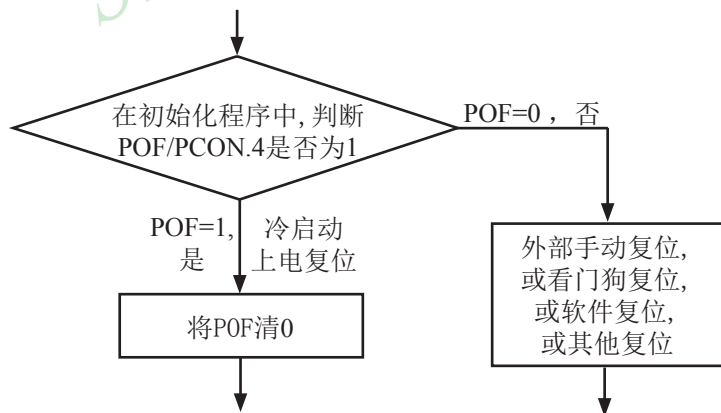 在初始化程序中,判断
POF/PCON.4是否为1
POF=0 ，否
POF=1,
是
冷启动
上电复位
将POF清0
外部手动复位,
或看门狗复位,
或软件复位,
或其他复位